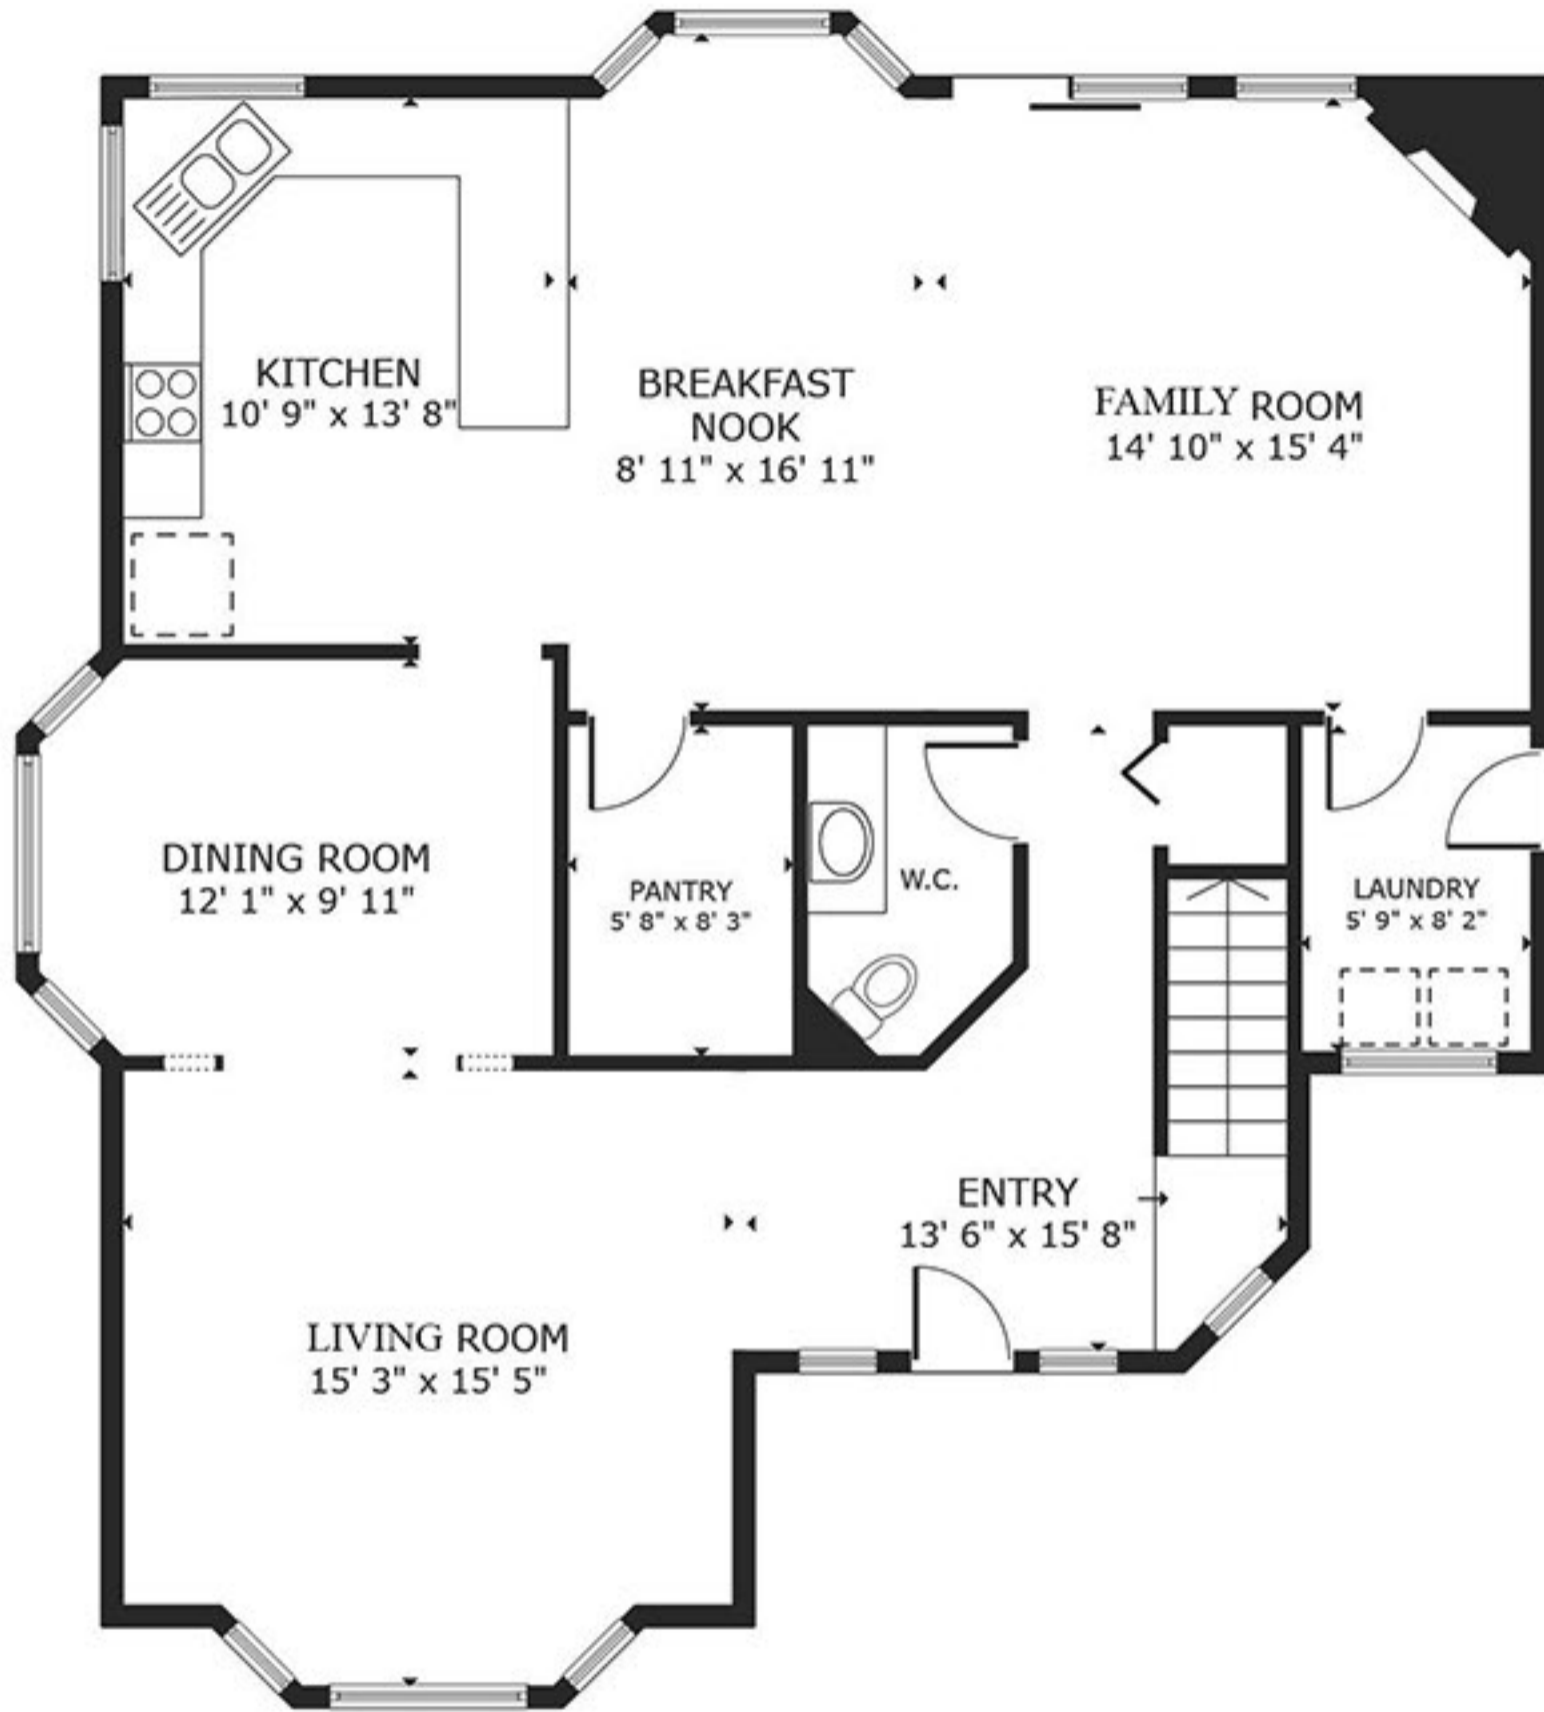 KITCHEN
10' 9" x 13' 8"
BREAKFAST
NOOK
8' 11" x 16' 11"
FAMILY ROOM
14' 10" x 15' 4"
DINING ROOM
12' 1" x 9' 11"
PANTRY
5' 8" x 8' 3"
W.C.
LAUNDRY
5' 9" x 8' 2"
ENTRY
13' 6" x 15' 8"
LIVING ROOM
15' 3" x 15' 5"